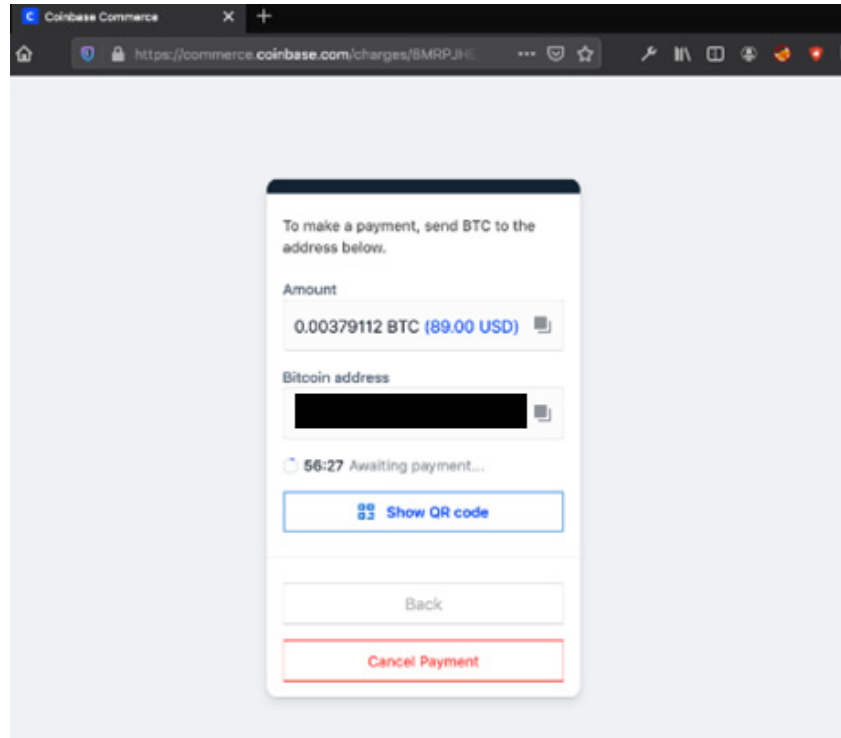 Coinbase Commerce
https://commerce.coinbase.com/charges/8MRPJHE
To make a payment, send BTC to the
address below.
Amount
0.00379112 BTC (89.00 USD)
Bitcoin address
56:27 Awaiting payment...
Show QR code
Back
Cancel Payment